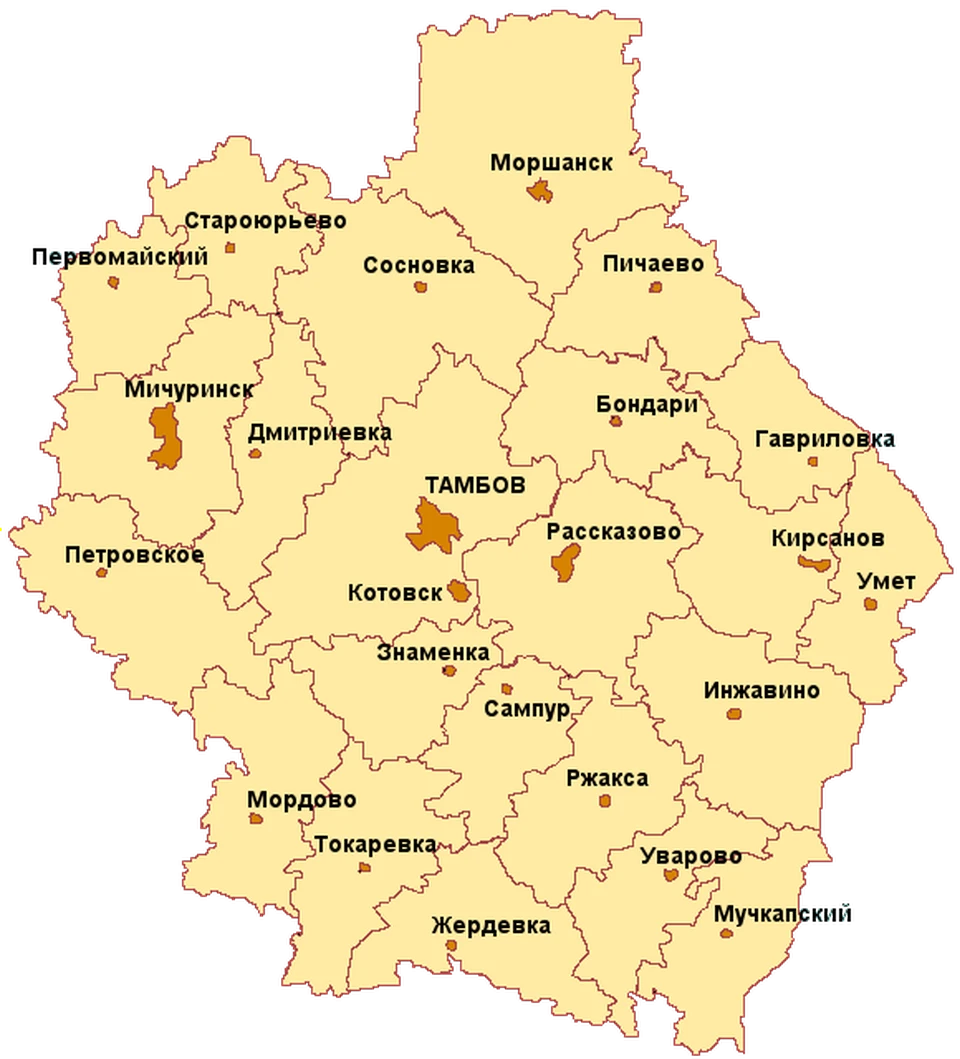 Моршанск
Староюрьево
Первомайский
Сосновка
Пичаево
Мичуринск
Бондари
Дмитриевка
Гавриловка
ТАМБОВ
Рассказово
Кирсанов
Петровское
Умет
Котовск
Знаменка
Инжавино
Сампур
Ржакса
Мордово
Токаревка
Уварово
Мучкапский
Жердевка